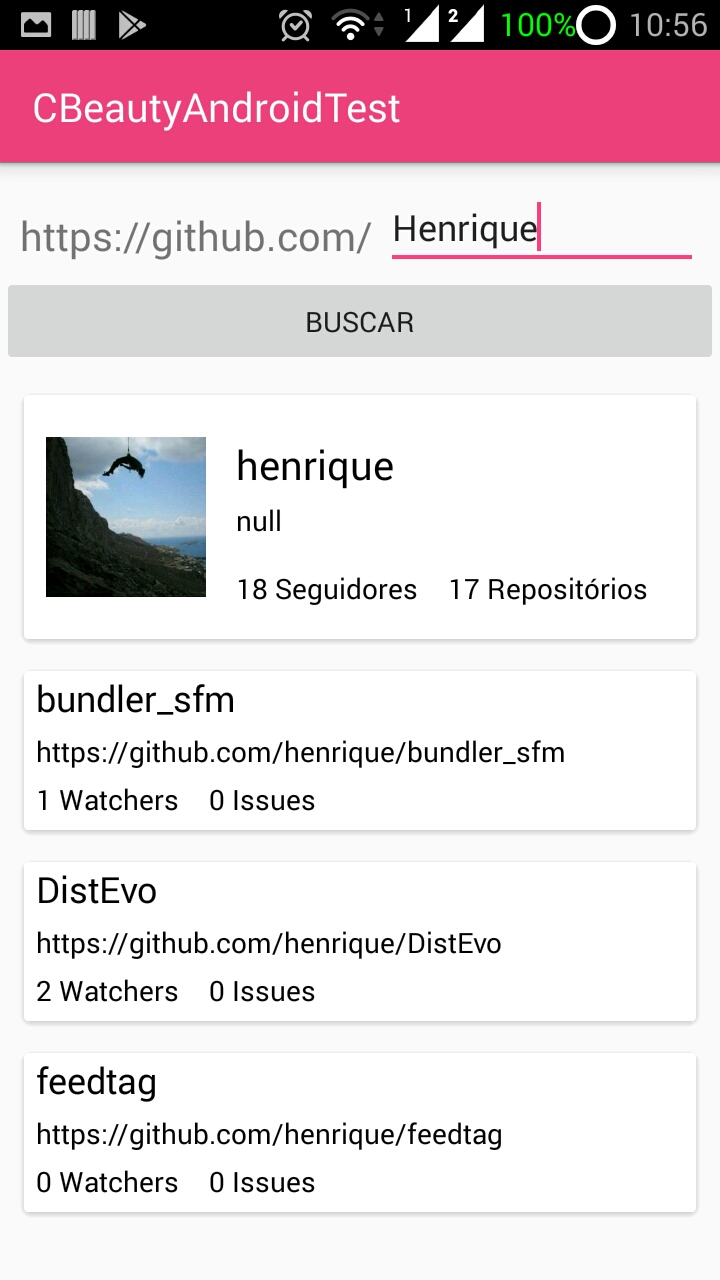 1 2 100% 10:56
CBeautyAndroidTest
https://github.com/ Henrique
BUSCAR
henrique
null
18 Seguidores 17 Repositórios
bundler_sfm
https://github.com/henrique/bundler_sfm
1 Watchers 0 Issues
DistEvo
https://github.com/henrique/DistEvo
2 Watchers 0 Issues
feedtag
https://github.com/henrique/feedtag
0 Watchers 0 Issues